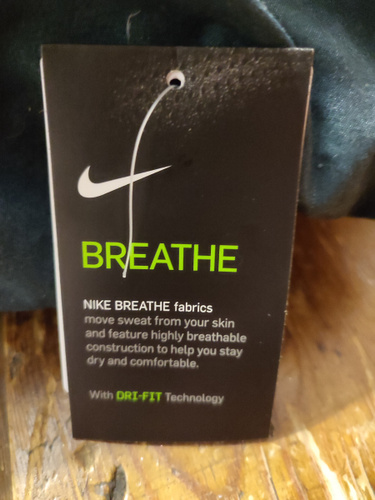 BREATHE
NIKE BREATHE fabrics
move sweat from your skin
and feature highly breathable
construction to help you stay
dry and comfortable.
With DRI-FIT Technology